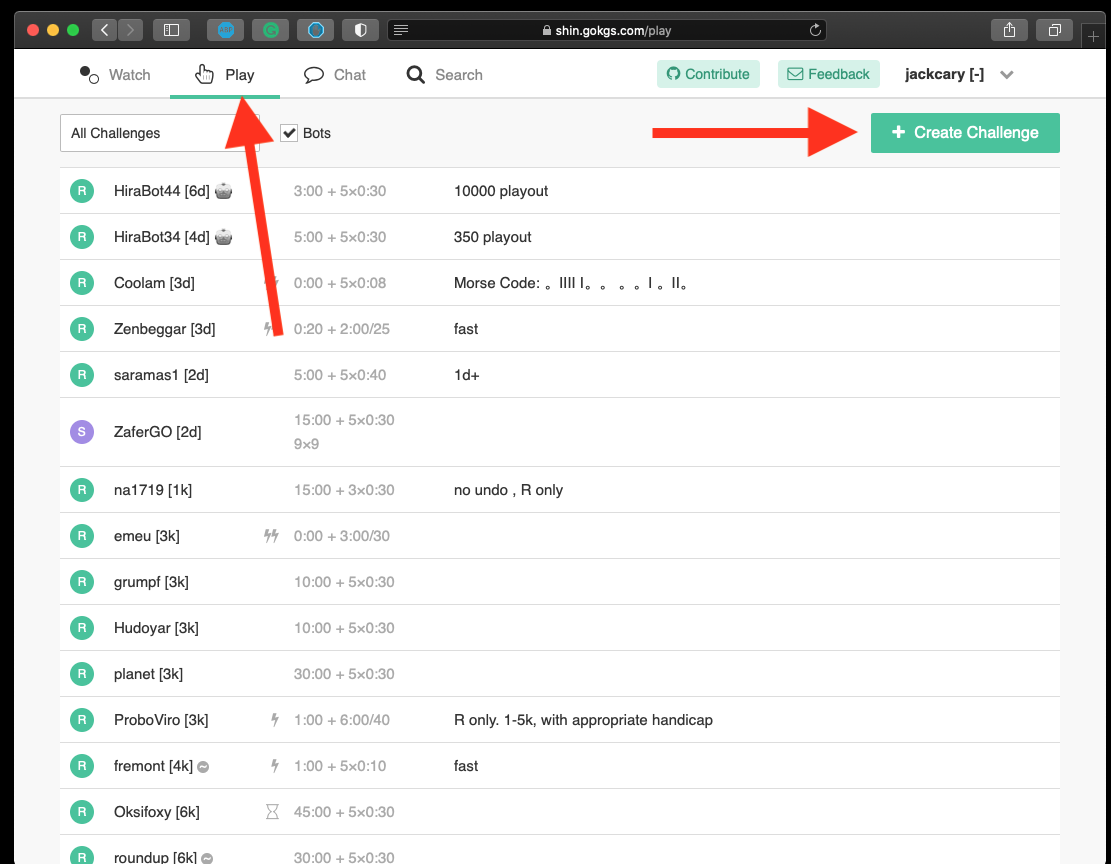 shin.gokgs.com/play
Watch Play Chat Search Contribute Feedback jackcary [-]
All Challenges Bots + Create Challenge
R HiraBot44 [6d] 3:00 + 5×0:30 10000 playout
R HiraBot34 [4d] 5:00 + 5×0:30 350 playout
R Coolam [3d] 0:00 + 5×0:08 Morse Code: 。IIII I。 。 。 。I 。II。
R Zenbeggar [3d] 0:20 + 2:00/25 fast
R saramas1 [2d] 5:00 + 5×0:40 1d+
S ZaferGO [2d] 15:00 + 5×0:30
9×9
R na1719 [1k] 15:00 + 3×0:30 no undo , R only
R emeu [3k] 0:00 + 3:00/30
R grumpf [3k] 10:00 + 5×0:30
R Hudoyar [3k] 10:00 + 5×0:30
R planet [3k] 30:00 + 5×0:30
R ProboViro [3k] 1:00 + 6:00/40 R only. 1-5k, with appropriate handicap
R fremont [4k] 1:00 + 5×0:10 fast
R Oksifoxy [6k] 45:00 + 5×0:30
R roundup [6k] 30:00 + 5×0:30